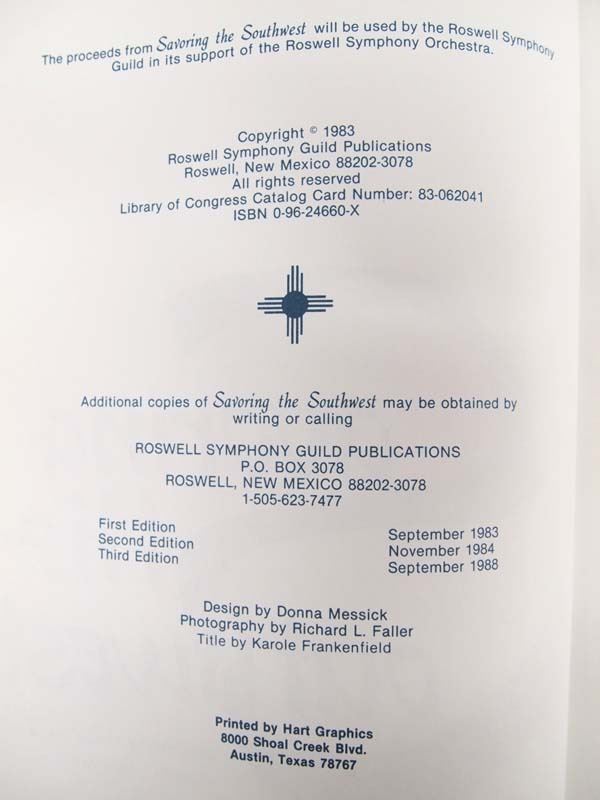 The proceeds from Savoring the Southwest will be used by the Roswell Symphony
Guild in its support of the Roswell Symphony Orchestra.
Copyright © 1983
Roswell Symphony Guild Publications
Roswell, New Mexico 88202-3078
All rights reserved
Library of Congress Catalog Card Number: 83-062041
ISBN 0-96-24660-X
Additional copies of Savoring the Southwest may be obtained by
writing or calling
ROSWELL SYMPHONY GUILD PUBLICATIONS
P.O. BOX 3078
ROSWELL, NEW MEXICO 88202-3078
1-505-623-7477
First Edition September 1983
Second Edition November 1984
Third Edition September 1988
Design by Donna Messick
Photography by Richard L. Faller
Title by Karole Frankenfield
Printed by Hart Graphics
8000 Shoal Creek Blvd.
Austin, Texas 78767